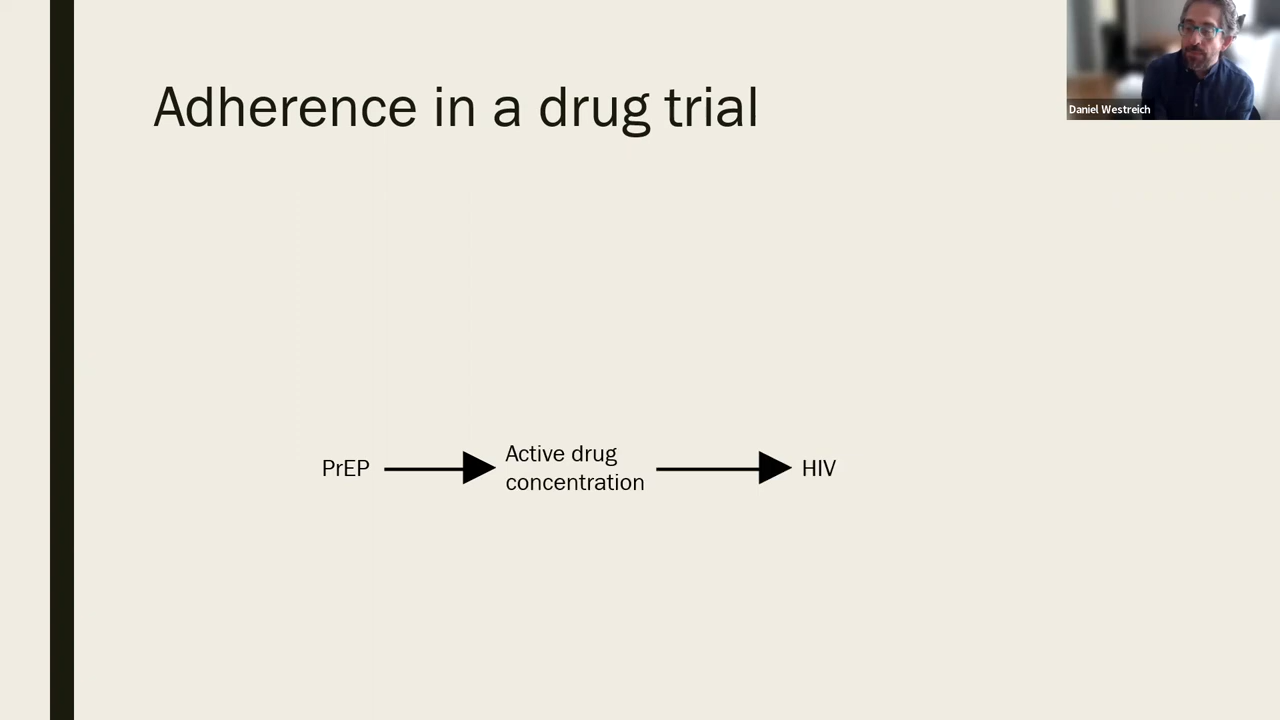 Adherence in a drug trial
Daniel Westreich
PrEP
Active drug
concentration
HIV